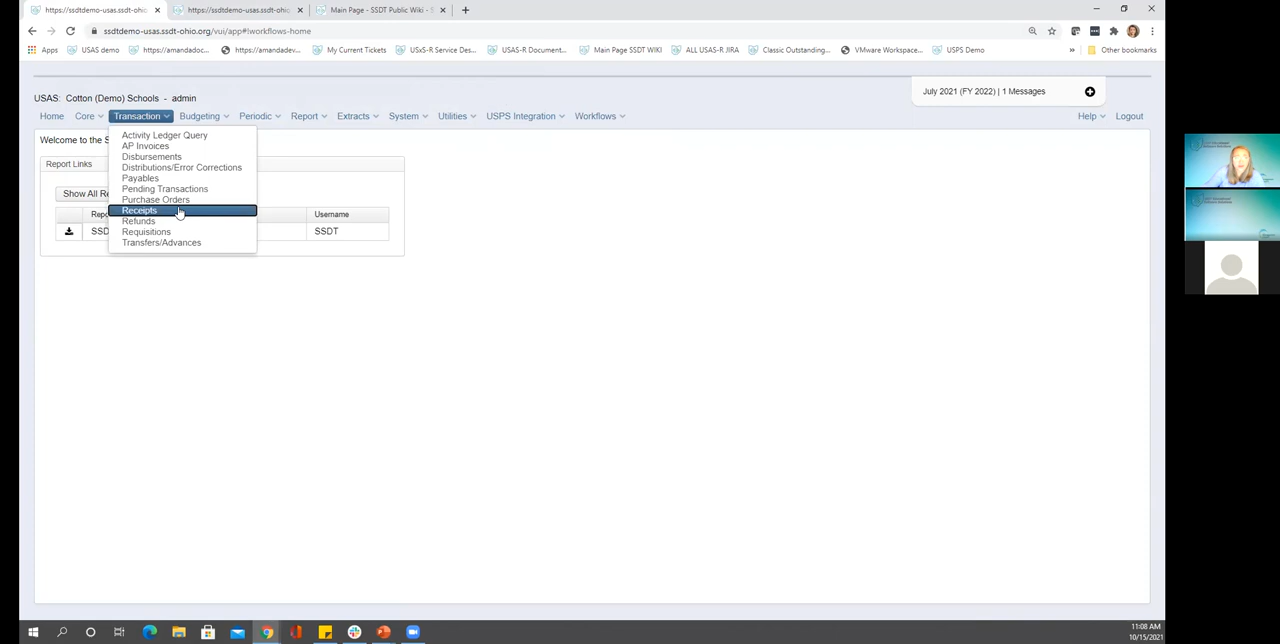 https://ssdtdemo-usas.ssdt-ohio.
https://ssdtdemo-usas.ssdt-ohio.
Main Page - SSDT Public Wiki - S
ssdtdemo-usas.ssdt-ohio.org/vui/app#!workflows-home
Apps
USAS demo
https://amandadoc...
https://amandadev...
My Current Tickets
USxS-R Service Des...
USAS-R Document...
Main Page SSDT WIKI
ALL USAS-R JIRA
Classic Outstanding...
VMware Workspace...
USPS Demo
»
Other bookmarks
July 2021 (FY 2022) | 1 Messages
USAS: Cotton (Demo) Schools - admin
Home Core Transaction Budgeting Periodic Report Extracts System Utilities USPS Integration Workflows Help Logout
Welcome to the S
Report Links
Show All Re
Repo
Username
SSD
SSDT
Activity Ledger Query
AP Invoices
Disbursements
Distributions/Error Corrections
Payables
Pending Transactions
Purchase Orders
Receipts
Refunds
Requisitions
Transfers/Advances
11:08 AM
10/15/2021